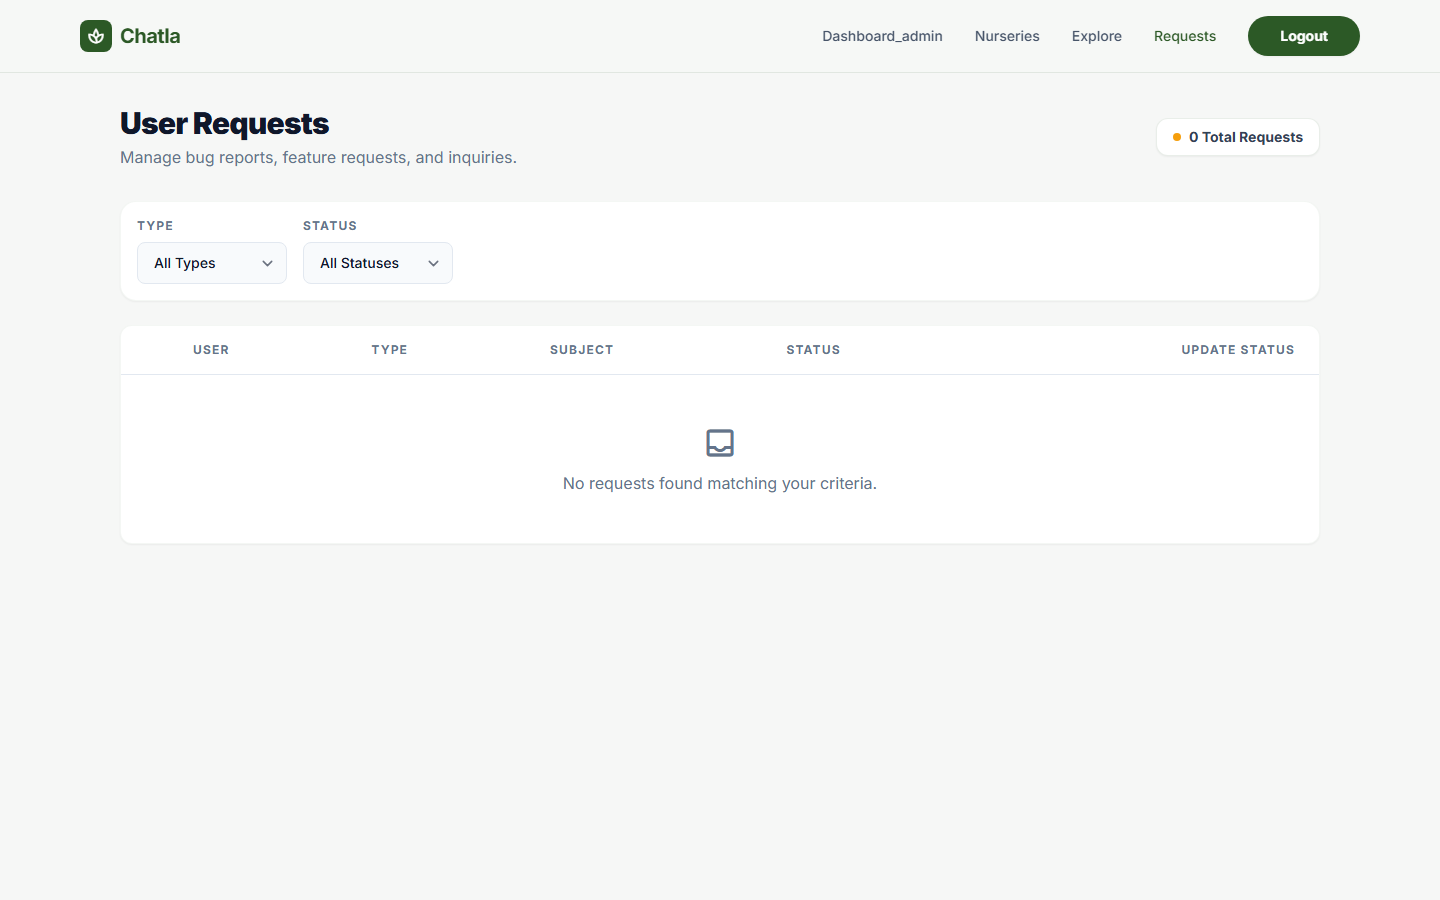 Chatla
Dashboard_admin
Nurseries
Explore
Requests
Logout
User Requests
Manage bug reports, feature requests, and inquiries.
0 Total Requests
TYPE
STATUS
All Types
All Statuses
USER
TYPE
SUBJECT
STATUS
UPDATE STATUS
No requests found matching your criteria.